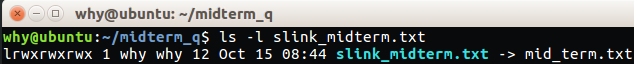 why@ubuntu: ~/midterm_q
why@ubuntu:~/midterm_q$ ls -l slink_midterm.txt
lrwxrwxrwx 1 why why 12 Oct 15 08:44 slink_midterm.txt -> mid_term.txt